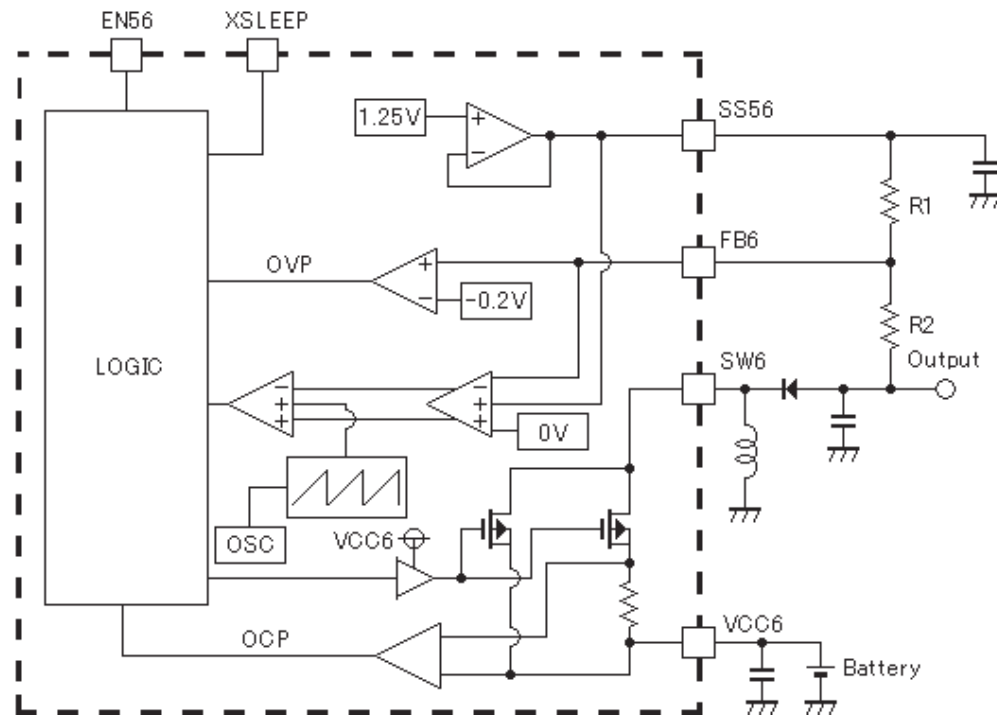 EN56
XSLEEP
1.25V
+
−
SS56
R1
FB6
OVP
+
−
-0.2V
R2
Output
LOGIC
SW6
−
+
+
−
+
+
0V
OSC
VCC6
OCP
VCC6
Battery